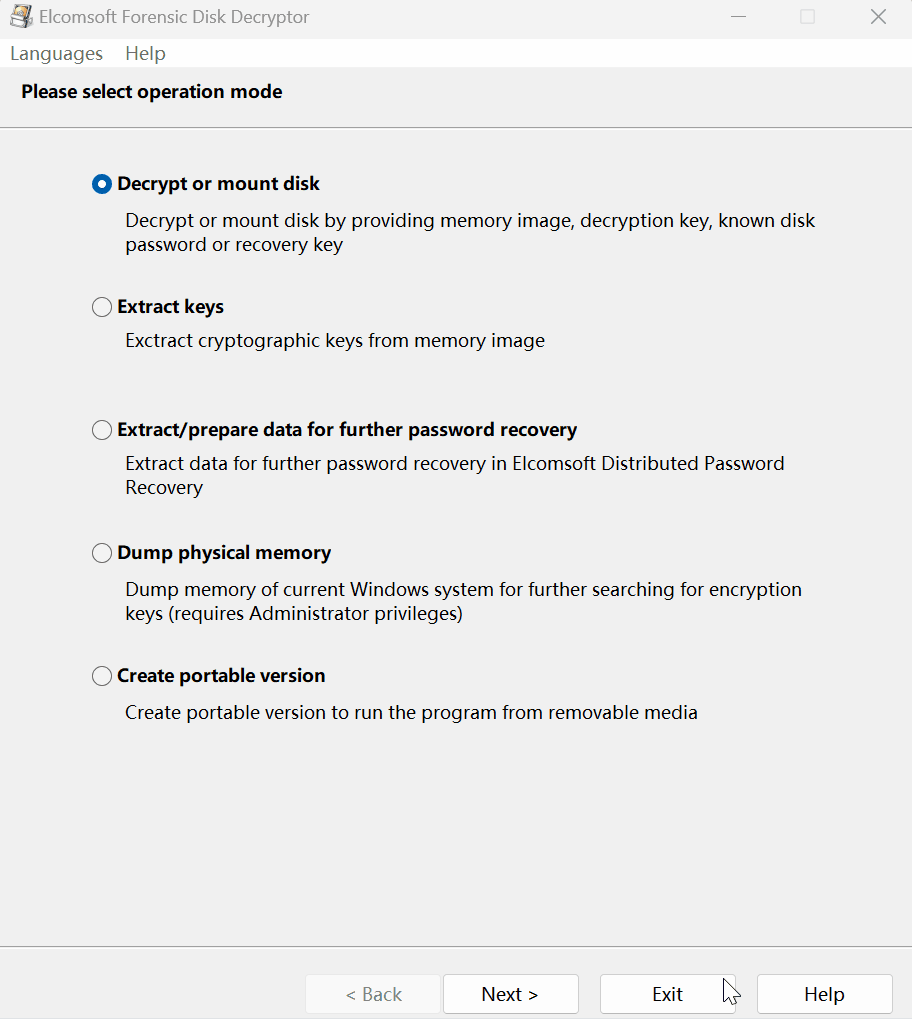 Elcomsoft Forensic Disk Decryptor
Languages Help
Please select operation mode
Decrypt or mount disk
Decrypt or mount disk by providing memory image, decryption key, known disk
password or recovery key
Extract keys
Exctract cryptographic keys from memory image
Extract/prepare data for further password recovery
Extract data for further password recovery in Elcomsoft Distributed Password
Recovery
Dump physical memory
Dump memory of current Windows system for further searching for encryption
keys (requires Administrator privileges)
Create portable version
Create portable version to run the program from removable media
< Back Next > Exit Help